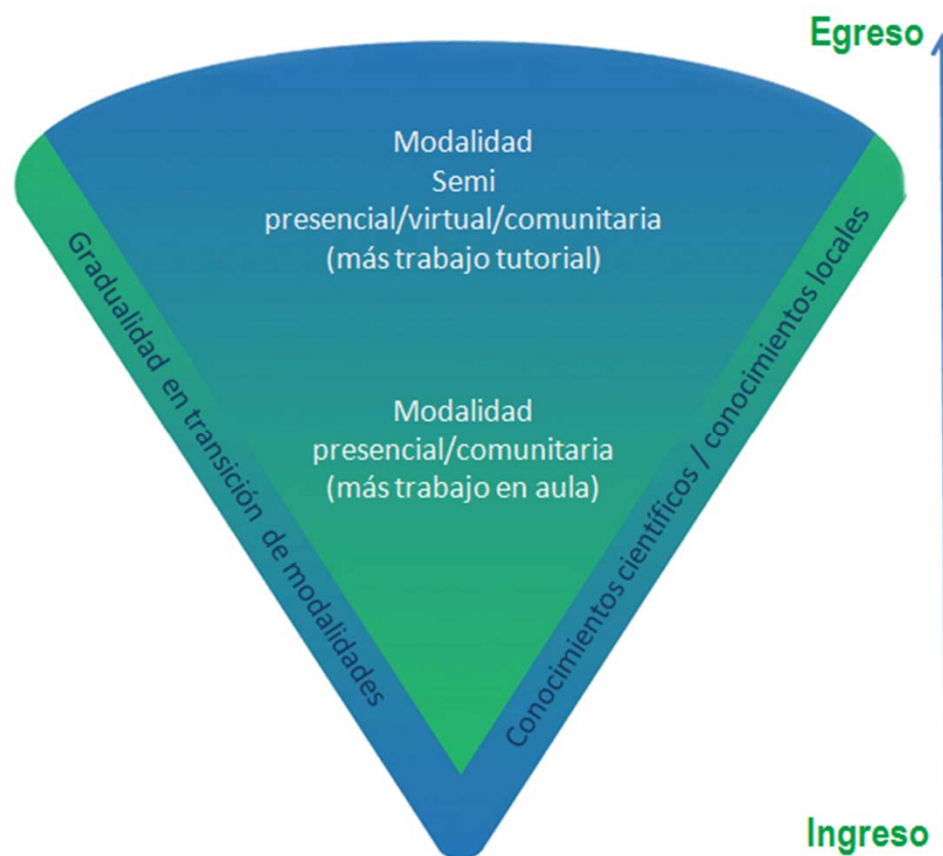 Egreso
Modalidad
Semi
presencial/virtual/comunitaria
(más trabajo tutorial)
Gradualidad en transición de modalidades
Conocimientos científicos / conocimientos locales
Modalidad
presencial/comunitaria
(más trabajo en aula)
Ingreso